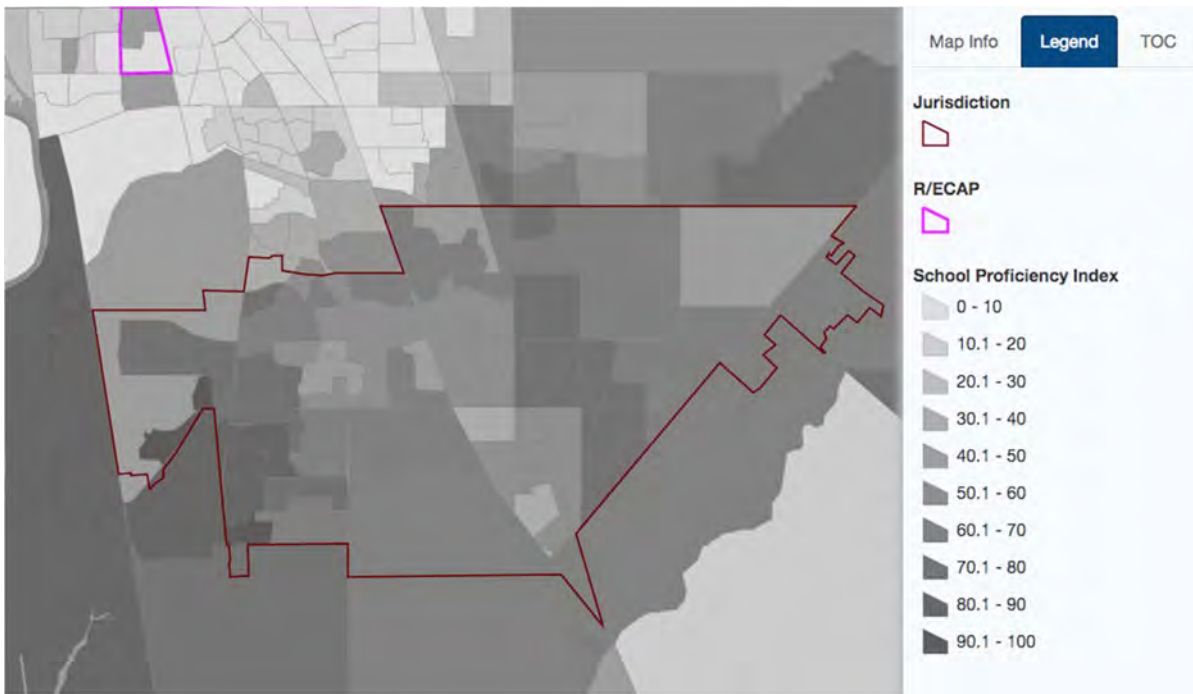 Map Info Legend TOC
Jurisdiction
R/ECAP
School Proficiency Index
0 - 10
10.1 - 20
20.1 - 30
30.1 - 40
40.1 - 50
50.1 - 60
60.1 - 70
70.1 - 80
80.1 - 90
90.1 - 100